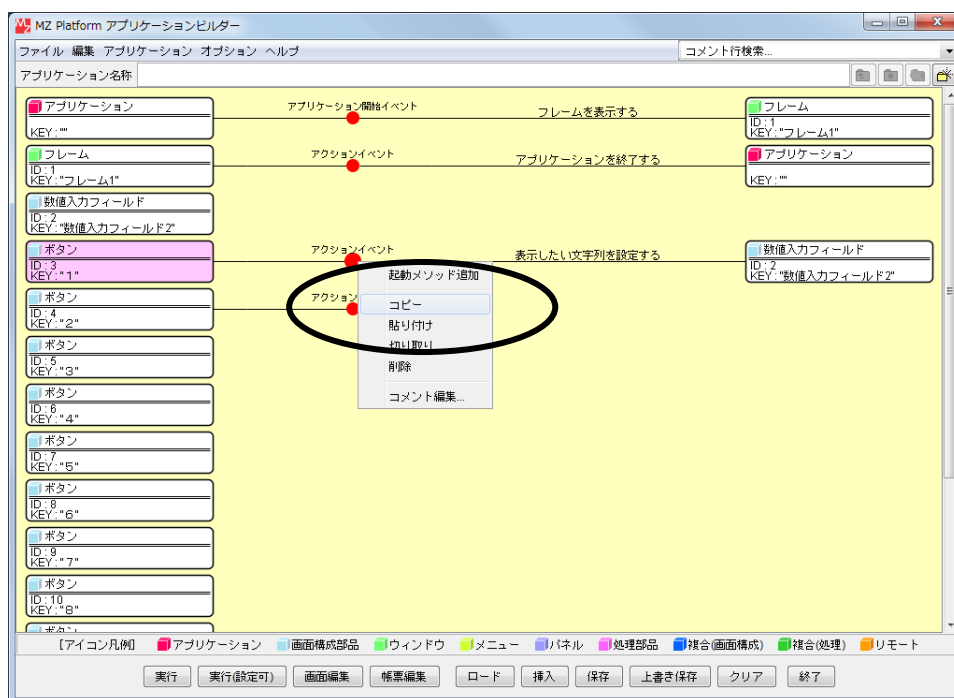 MZ Platform アプリケーションビルダー
ファイル 編集 アプリケーション オプション ヘルプ
コメント行検索...
アプリケーション名称
アプリケーション
KEY:""
アプリケーション開始イベント
フレームを表示する
フレーム
ID:1
KEY:"フレーム1"
フレーム
ID:1
KEY:"フレーム1"
アクションイベント
アプリケーションを終了する
アプリケーション
KEY:""
数値入力フィールド
ID:2
KEY:"数値入力フィールド2"
ボタン
ID:3
KEY:"1"
アクションイベント
表示したい文字列を設定する
数値入力フィールド
ID:2
KEY:"数値入力フィールド2"
ボタン
ID:4
KEY:"2"
アクション
起動メソッド追加
コピー
貼り付け
切り取り
削除
コメント編集...
ボタン
ID:5
KEY:"3"
ボタン
ID:6
KEY:"4"
ボタン
ID:7
KEY:"5"
ボタン
ID:8
KEY:"6"
ボタン
ID:9
KEY:"7"
ボタン
ID:10
KEY:"8"
ボタン
[アイコン凡例] アプリケーション 画面構成部品 ウィンドウ メニュー パネル 処理部品 複合(画面構成) 複合(処理) リモート
実行 実行(設定可) 画面編集 帳票編集 ロード 挿入 保存 上書き保存 クリア 終了